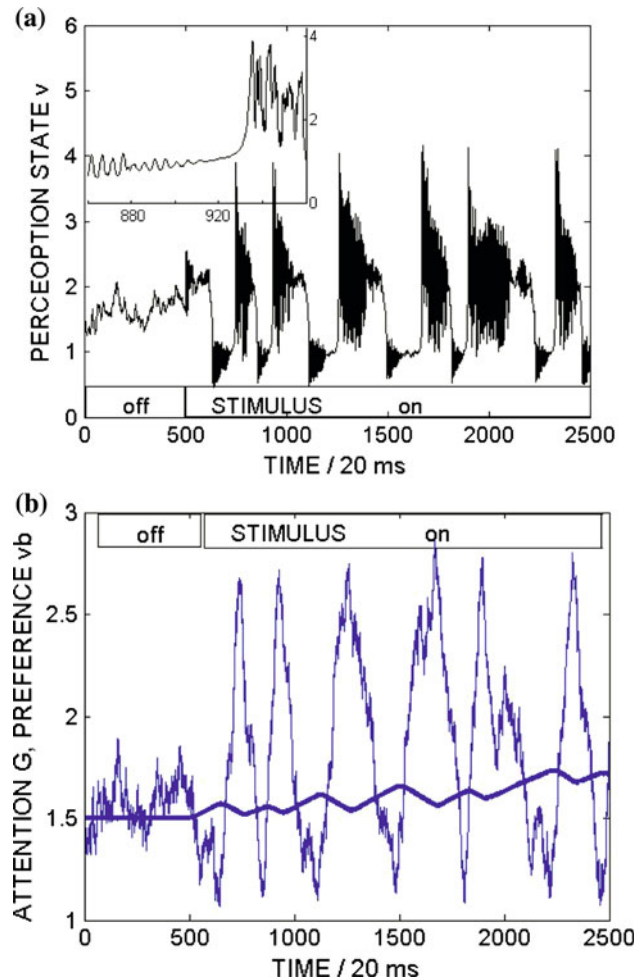 (a)
PERCEOPTION STATE v
6
5
4
3
2
1
0
4
2
0
880 920
off STIMULUS on
0 500 1000 1500 2000 2500
TIME / 20 ms
(b)
ATTENTION G, PREFERENCE vb
3
2.5
2
1.5
1
off STIMULUS on
0 500 1000 1500 2000 2500
TIME / 20 ms